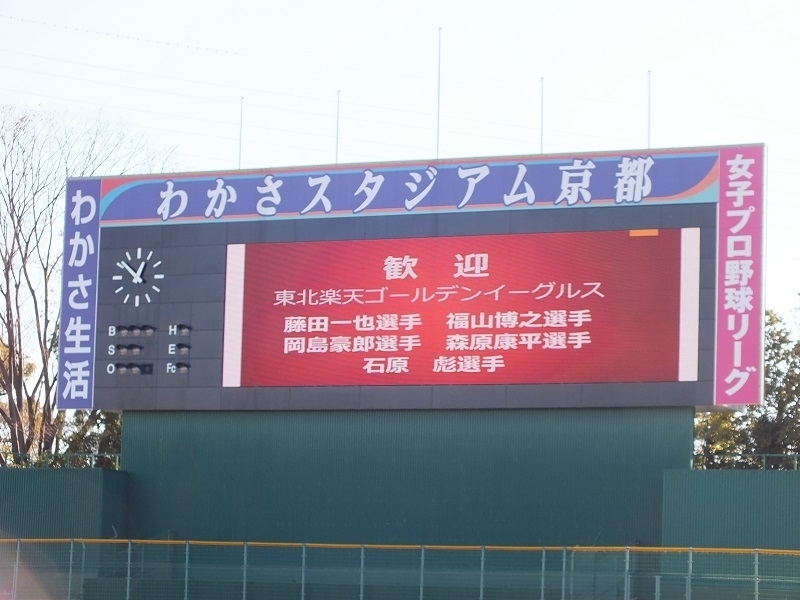 わかさスタジアム京都
わかさ生活
女子プロ野球リーグ
歓迎
東北楽天ゴールデンイーグルス
藤田一也選手 福山博之選手
岡島豪郎選手 森原康平選手
石原 彪選手
B H
S E
O Fc